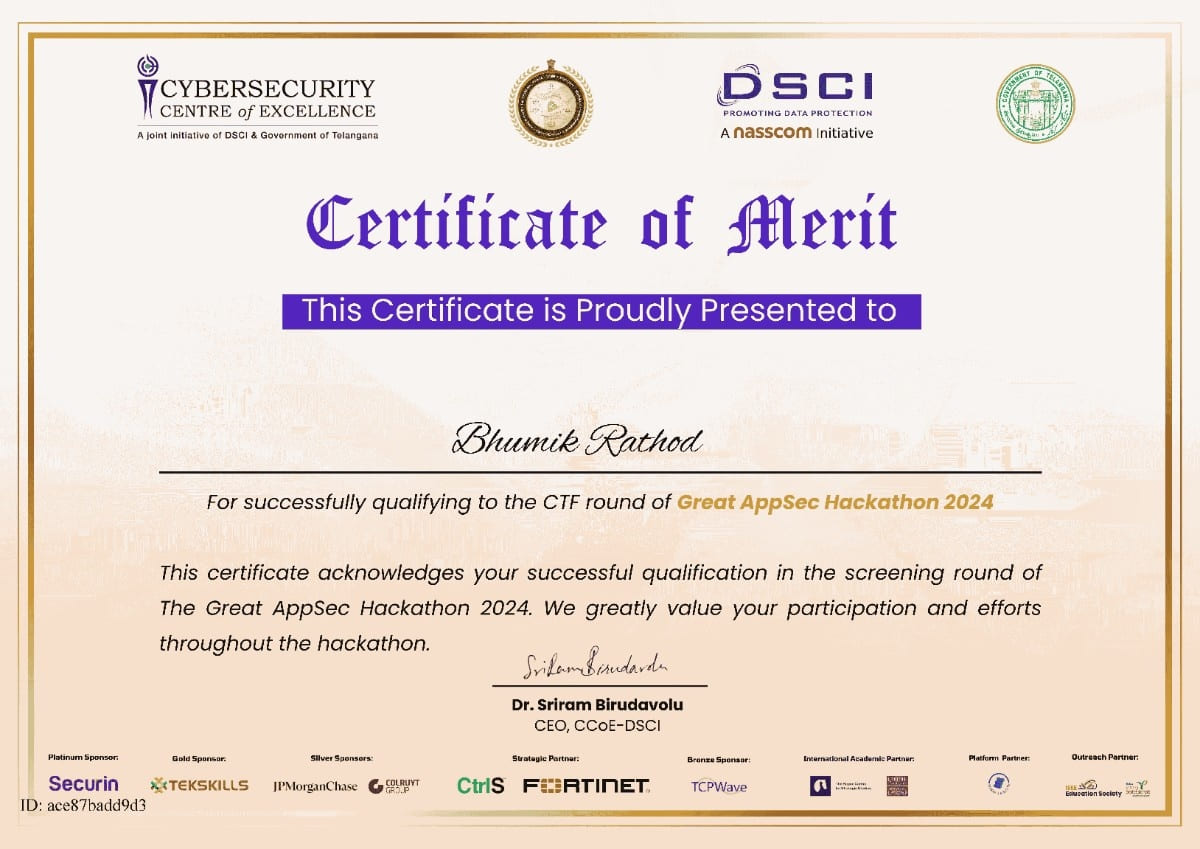 CYBERSECURITY
CENTRE of EXCELLENCE
A joint initiative of DSCI & Government of Telangana
DSCI
PROMOTING DATA PROTECTION
A nasscom Initiative
GOVERNMENT OF TELANGANA
Certificate of Merit
This Certificate is Proudly Presented to
Bhumik Rathod
For successfully qualifying to the CTF round of Great AppSec Hackathon 2024
This certificate acknowledges your successful qualification in the screening round of
The Great AppSec Hackathon 2024. We greatly value your participation and efforts
throughout the hackathon.
SriRam Birudavolu
Dr. Sriram Birudavolu
CEO, CCoE-DSCI
Platinum Sponsor: Gold Sponsor: Silver Sponsors: Strategic Partner: Bronze Sponsor: International Academic Partner: Platform Partner: Outreach Partner:
Securin TEKSKILLS JPMorganChase COLRUYT GROUP CtrlS FORTINET TCPWave Education Society
ID: ace87badd9d3